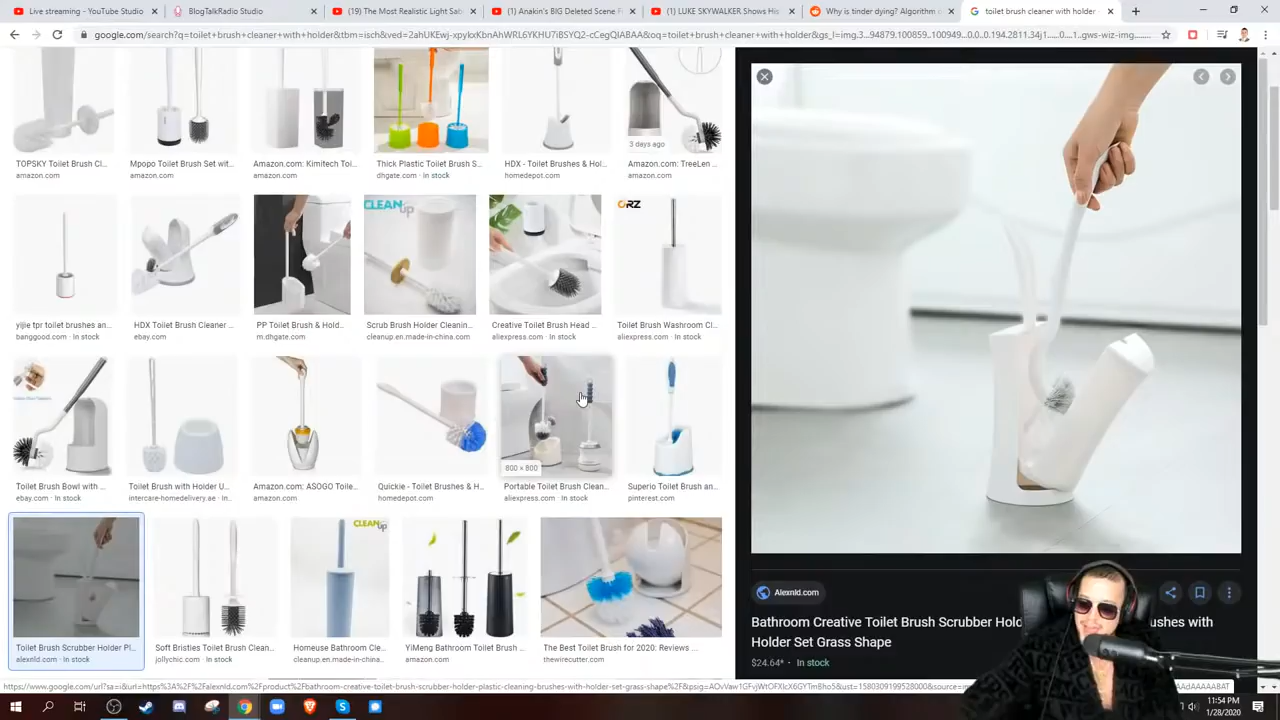 YouTube Live Streaming Setup
BlogTalkRadio Studio
(19) The Most Realistic Light Sab
(1) Anakin's BIG Deleted Scene F
(1) LUKE SKYWALKER Shows His
Why is tinder dying? Algorithm o
toilet brush cleaner with holder
3 days ago
TOPSKY Toilet Brush Cl...
amazon.com
Mpopo Toilet Brush Set wit...
amazon.com
Amazon.com: Kimitech Toi...
amazon.com
Thick Plastic Toilet Brush S...
dhgate.com · In stock
HDX - Toilet Brushes & Hol...
homedepot.com
Amazon.com: TreeLen ...
amazon.com
CLEAN up
ORZ
yijie tpr toilet brushes an...
banggood.com · In stock
HDX Toilet Brush Cleaner ...
ebay.com
PP Toilet Brush & Hold...
m.dhgate.com
Scrub Brush Holder Cleanin...
cleanup.en.made-in-china.com
Creative Toilet Brush Head ...
aliexpress.com · In stock
Toilet Brush Washroom Cl...
aliexpress.com · In stock
800 × 800
Toilet Brush Bowl with ...
ebay.com · In stock
Toilet Brush with Holder U...
intercare-homedelivery.ae · In...
Amazon.com: ASOGO Toile...
amazon.com
Quickie - Toilet Brushes & H...
homedepot.com
Portable Toilet Brush Clean...
aliexpress.com · In stock
Superio Toilet Brush an...
pinterest.com
CLEAN up
Toilet Brush Scrubber Holder Pl...
alexnld.com · In stock
Soft Bristies Toilet Brush Clean...
jollychic.com · In stock
Homeuse Bathroom Cle...
cleanup.en.made-in-china...
YiMeng Bathroom Toilet Brush ...
amazon.com
The Best Toilet Brush for 2020: Reviews ...
thewirecutter.com
Alexnld.com
Bathroom Creative Toilet Brush Scrubber Hold ushes with
Holder Set Grass Shape
$24.64* · In stock
11:54 PM
1/28/2020